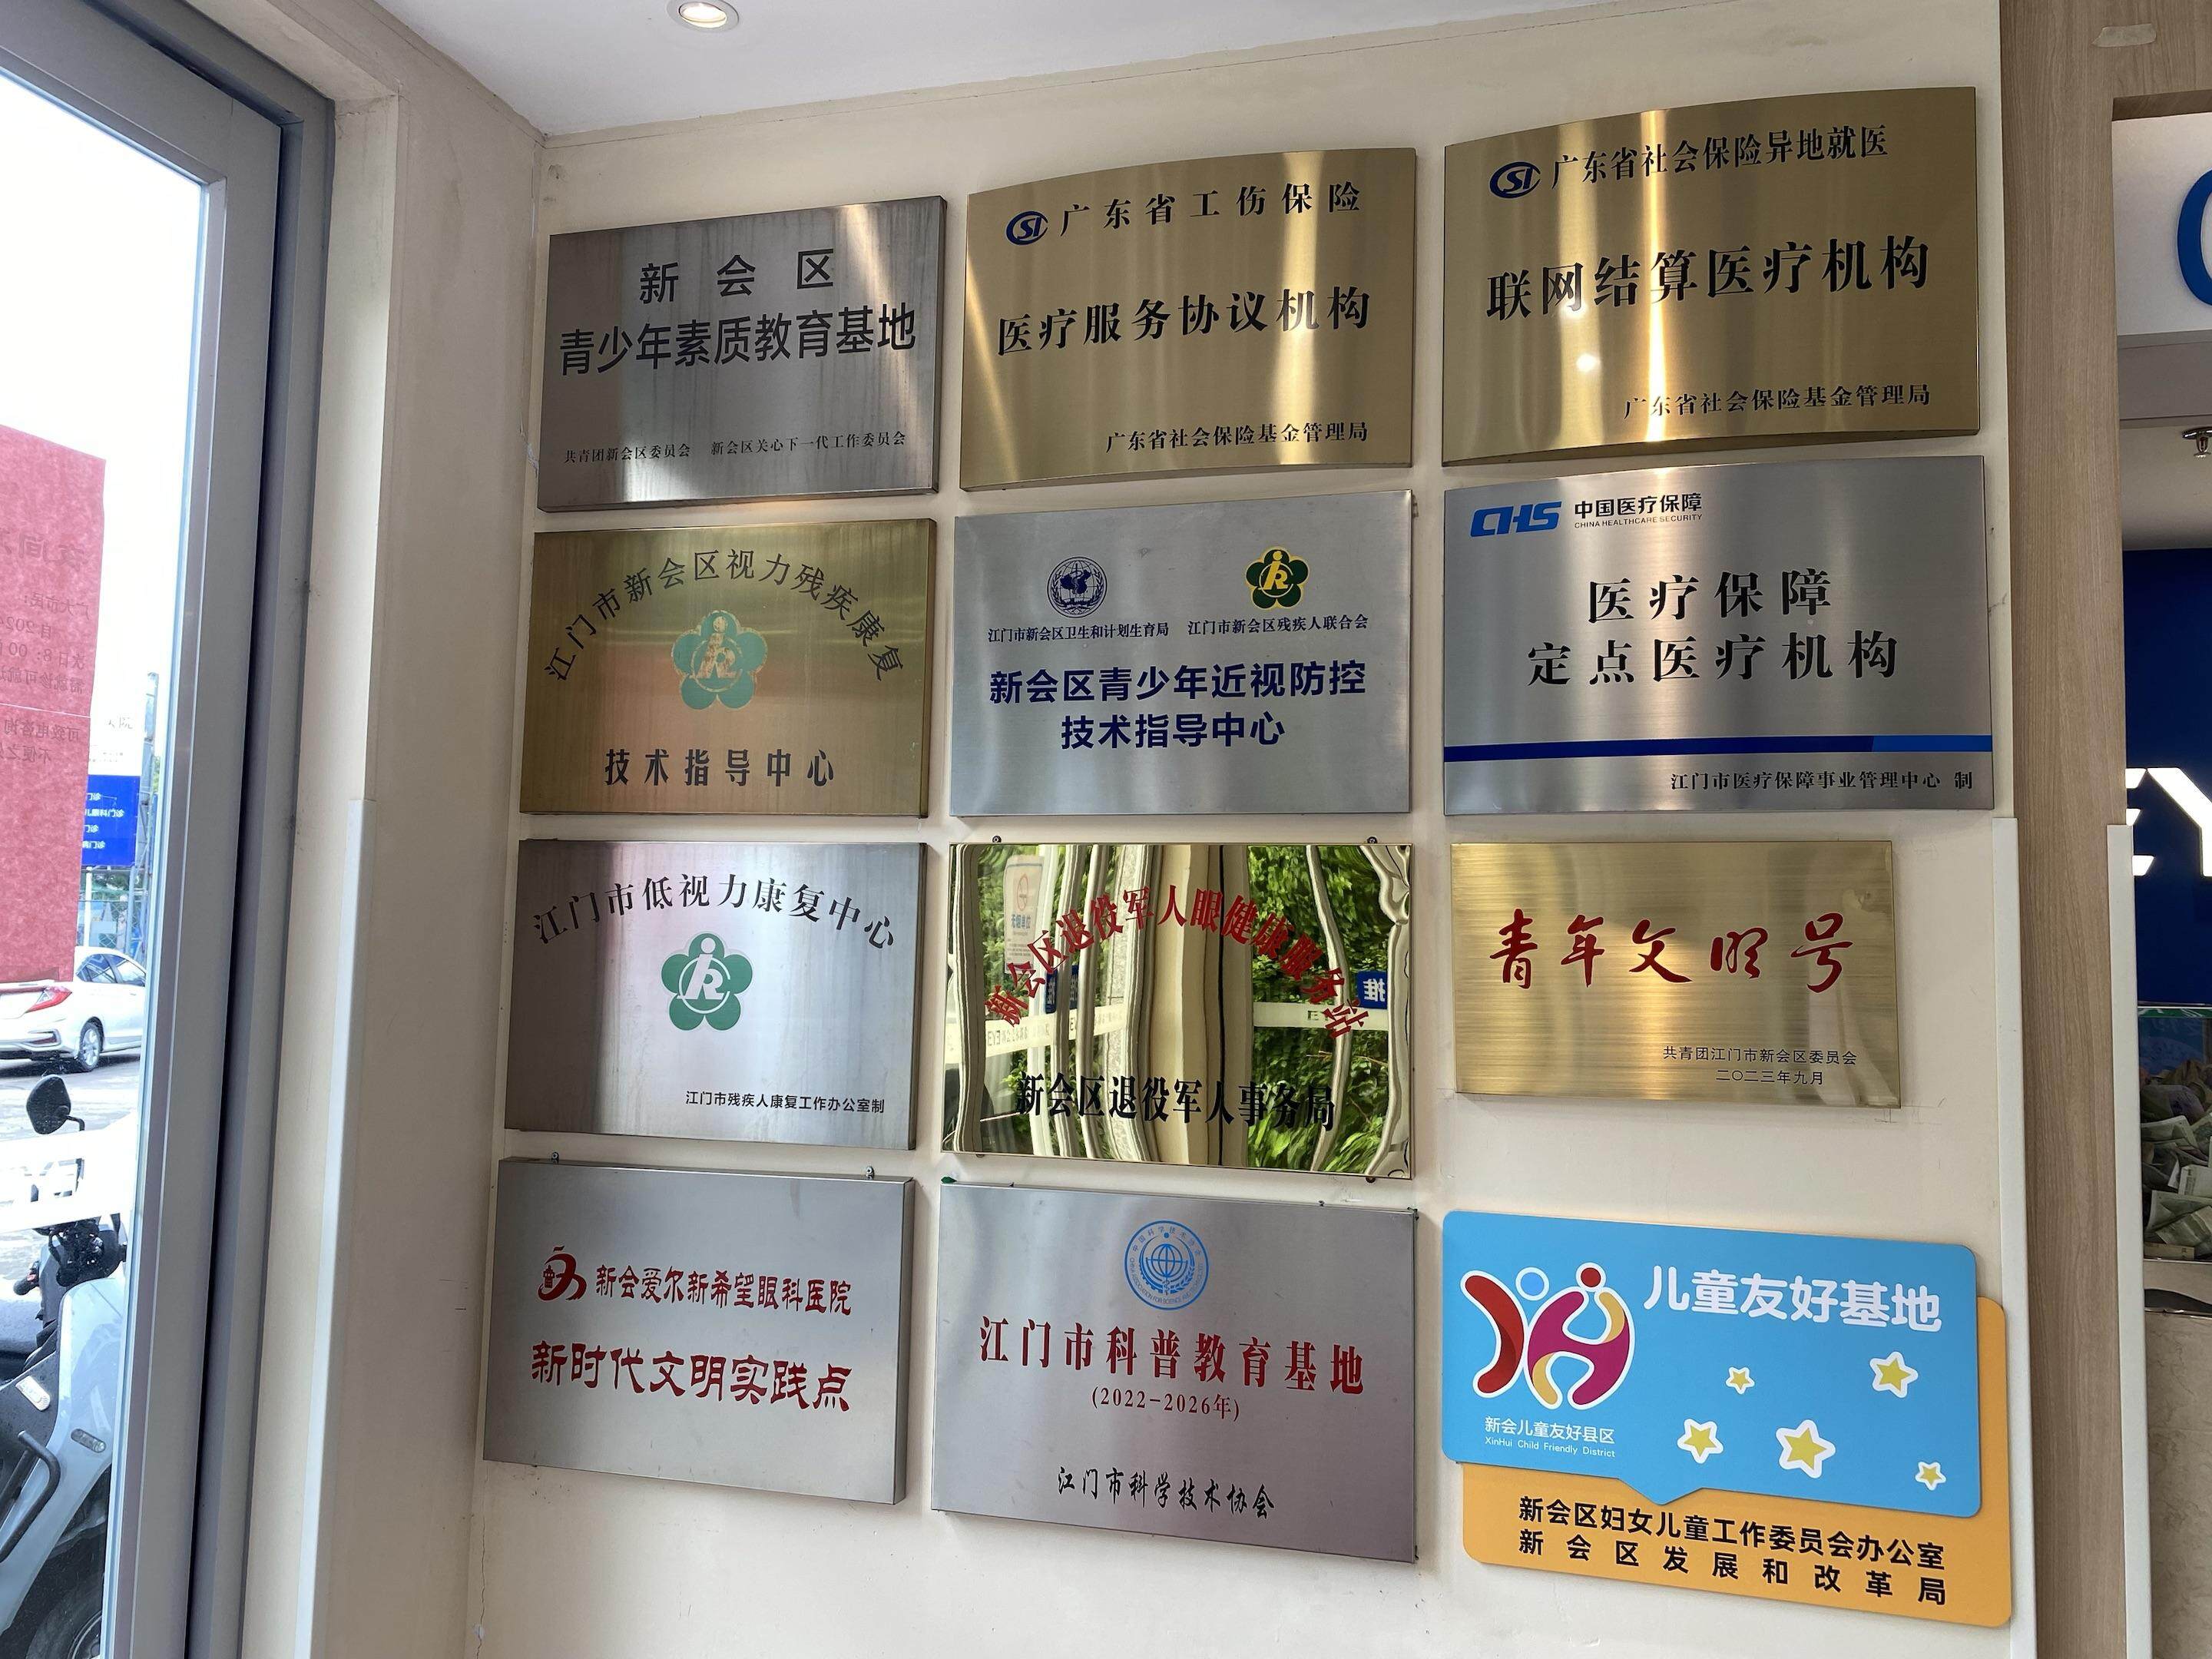 新会区
青少年素质教育基地
共青团新会区委员会 新会区关心下一代工作委员会
CSI 广东省工伤保险
医疗服务协议机构
广东省社会保险基金管理局
CSI 广东省社会保险异地就医
联网结算医疗机构
广东省社会保险基金管理局
江门市新会区视力残疾康复
技术指导中心
江门市新会区卫生和计划生育局 江门市新会区残疾人联合会
新会区青少年近视防控
技术指导中心
CHS 中国医疗保障
CHINA HEALTHCARE SECURITY
医疗保障
定点医疗机构
江门市医疗保障事业管理中心 制
江门市低视力康复中心
江门市残疾人康复工作办公室制
新会区退役军人眼健康服务站
新会区退役军人事务局
青年文明号
共青团江门市新会区委员会
二〇二三年九月
新会爱尔新希望眼科医院
新时代文明实践点
江门市科普教育基地
(2022-2026年)
江门市科学技术协会
儿童友好基地
新会儿童友好县区
XinHui Child Friendly District
新会区妇女儿童工作委员会办公室
新会区发展和改革局